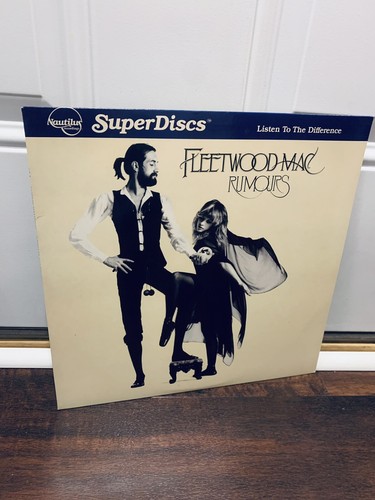 Nautilus
SuperDiscs
Listen To The Difference
FLEETWOOD MAC
RUMOURS